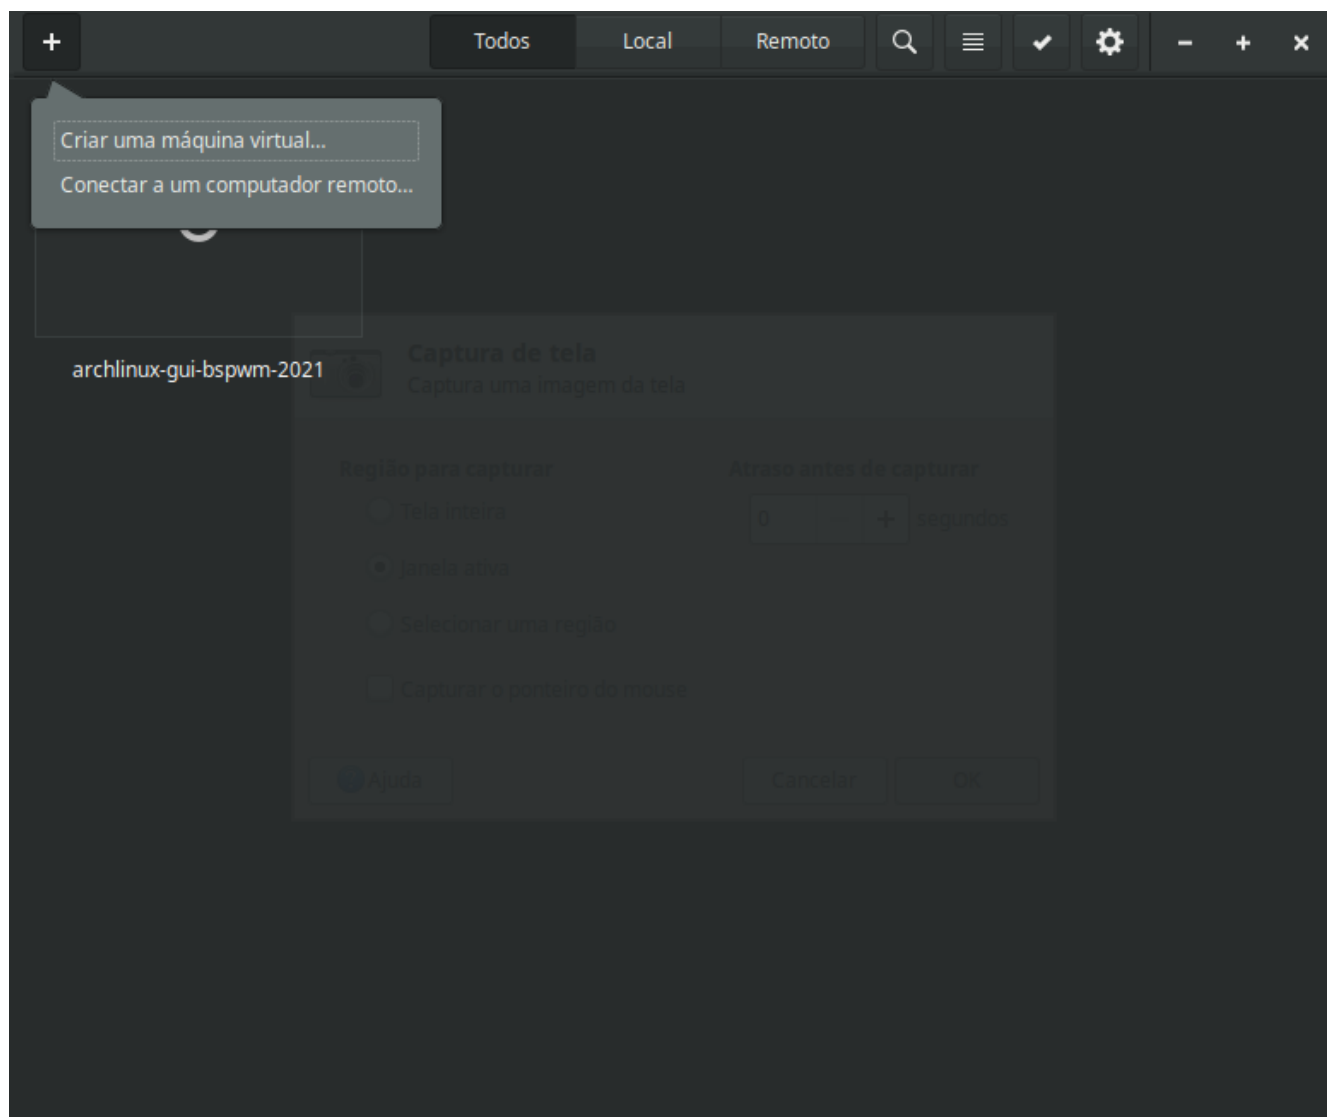 Todos Local Remoto
Criar uma máquina virtual...
Conectar a um computador remoto...
archlinux-gui-bspwm-2021
Captura de tela
Captura uma imagem da tela
Região para capturar Atraso antes de capturar
Tela inteira 0 segundos
Janela ativa
Selecionar uma região
Capturar o ponteiro do mouse
Ajuda Cancelar OK